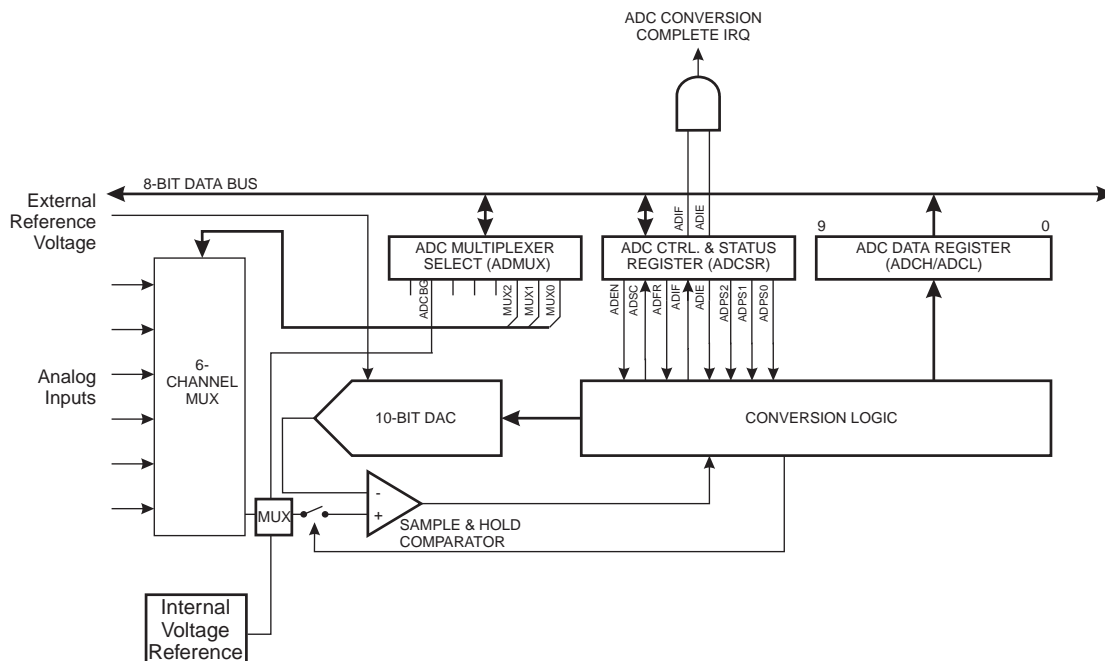 ADC CONVERSION
COMPLETE IRQ
8-BIT DATA BUS
External
Reference
Voltage
ADIF
ADIE
9
0
ADC MULTIPLEXER
SELECT (ADMUX)
ADC CTRL. & STATUS
REGISTER (ADCSR)
ADC DATA REGISTER
(ADCH/ADCL)
ADCBG
MUX2
MUX1
MUX0
ADEN
ADSC
ADFR
ADIF
ADIE
ADPS2
ADPS1
ADPS0
Analog
Inputs
6-
CHANNEL
MUX
10-BIT DAC
CONVERSION LOGIC
-
+
MUX
SAMPLE & HOLD
COMPARATOR
Internal
Voltage
Reference